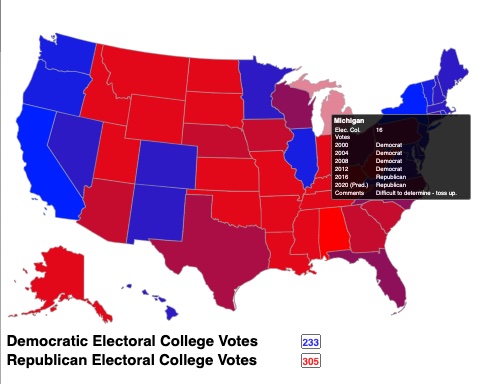 Michigan
Elec. Col. 16
Votes
2000 Democrat
2004 Democrat
2008 Democrat
2012 Democrat
2016 Republican
2020 (Pred.) Republican
Comments Difficult to determine - toss up.
Democratic Electoral College Votes 233
Republican Electoral College Votes 305